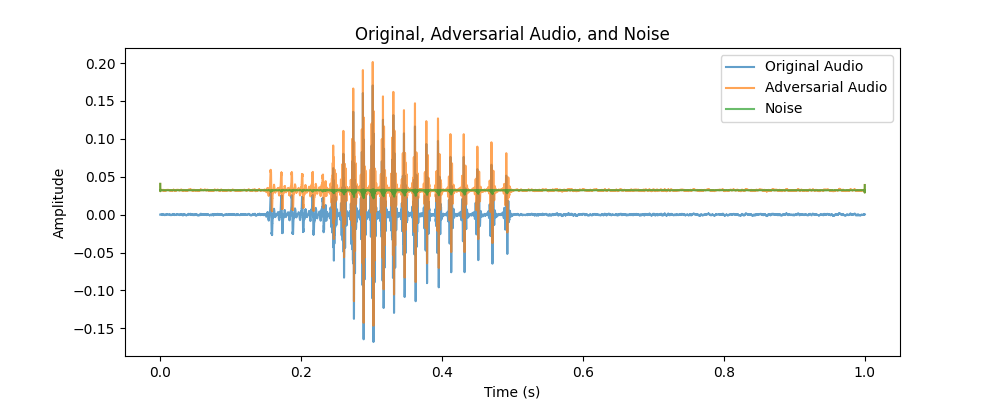 Original, Adversarial Audio, and Noise
Original Audio
Adversarial Audio
Noise
Amplitude
0.20
0.15
0.10
0.05
0.00
−0.05
−0.10
−0.15
0.0 0.2 0.4 0.6 0.8 1.0
Time (s)